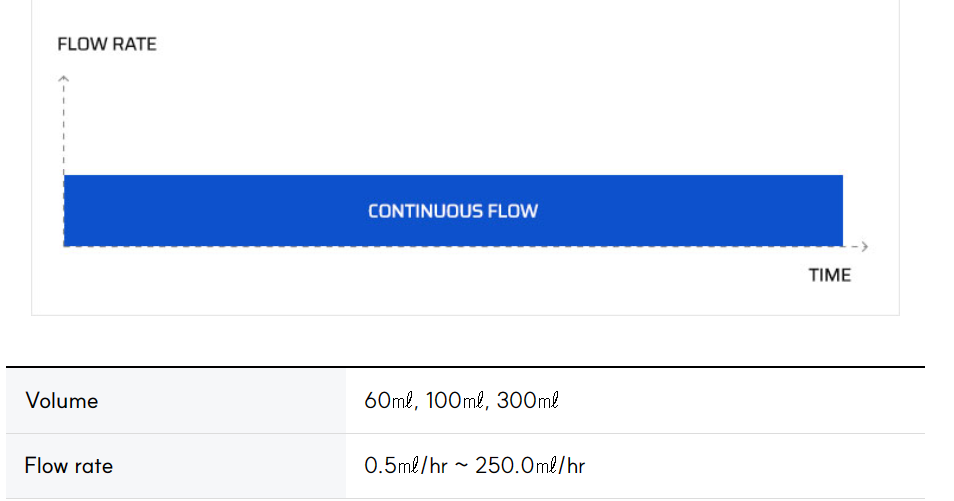 FLOW RATE
CONTINUOUS FLOW
TIME
Volume 60㎖, 100㎖, 300㎖
Flow rate 0.5㎖/hr ~ 250.0㎖/hr